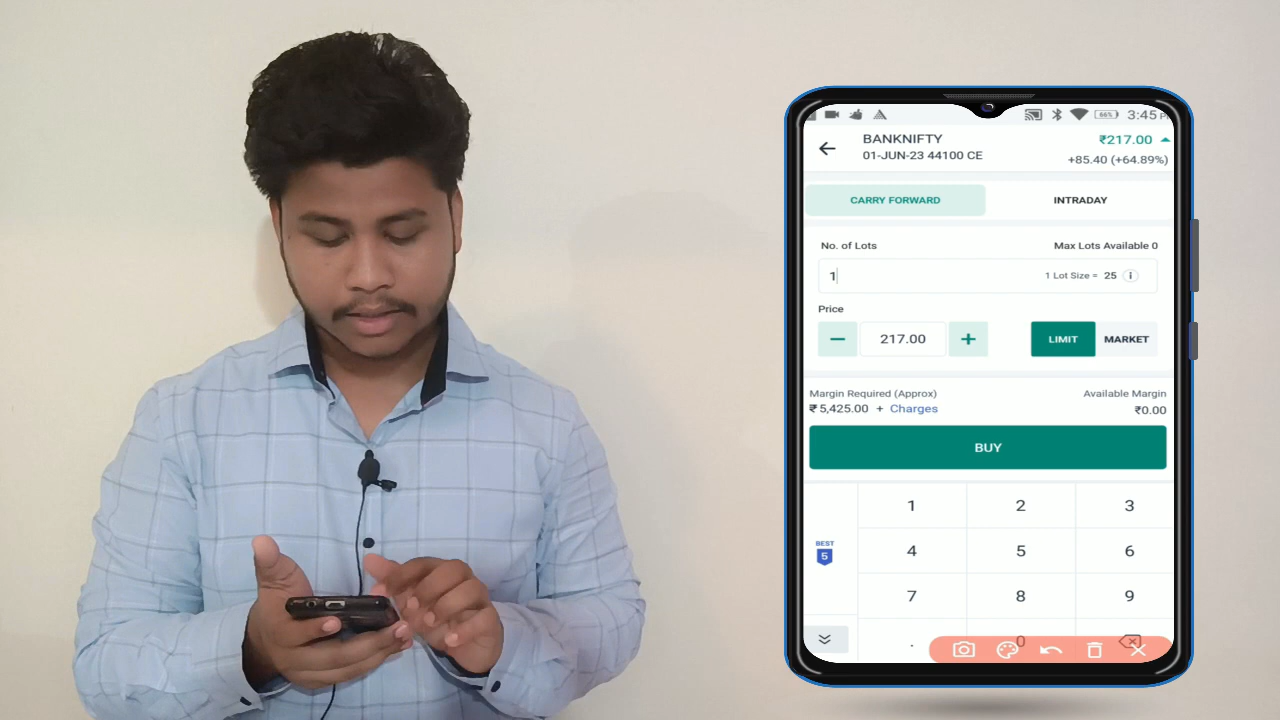 66%
3:45
BANKNIFTY
₹217.00
01-JUN-23 44100 CE
+85.40 (+64.89%)
CARRY FORWARD
INTRADAY
No. of Lots
Max Lots Available 0
1
1 Lot Size = 25
i
Price
217.00
LIMIT
MARKET
Margin Required (Approx)
Available Margin
₹ 5,425.00 + Charges
₹0.00
BUY
1
2
3
BEST
5
4
5
6
7
8
9
.
0